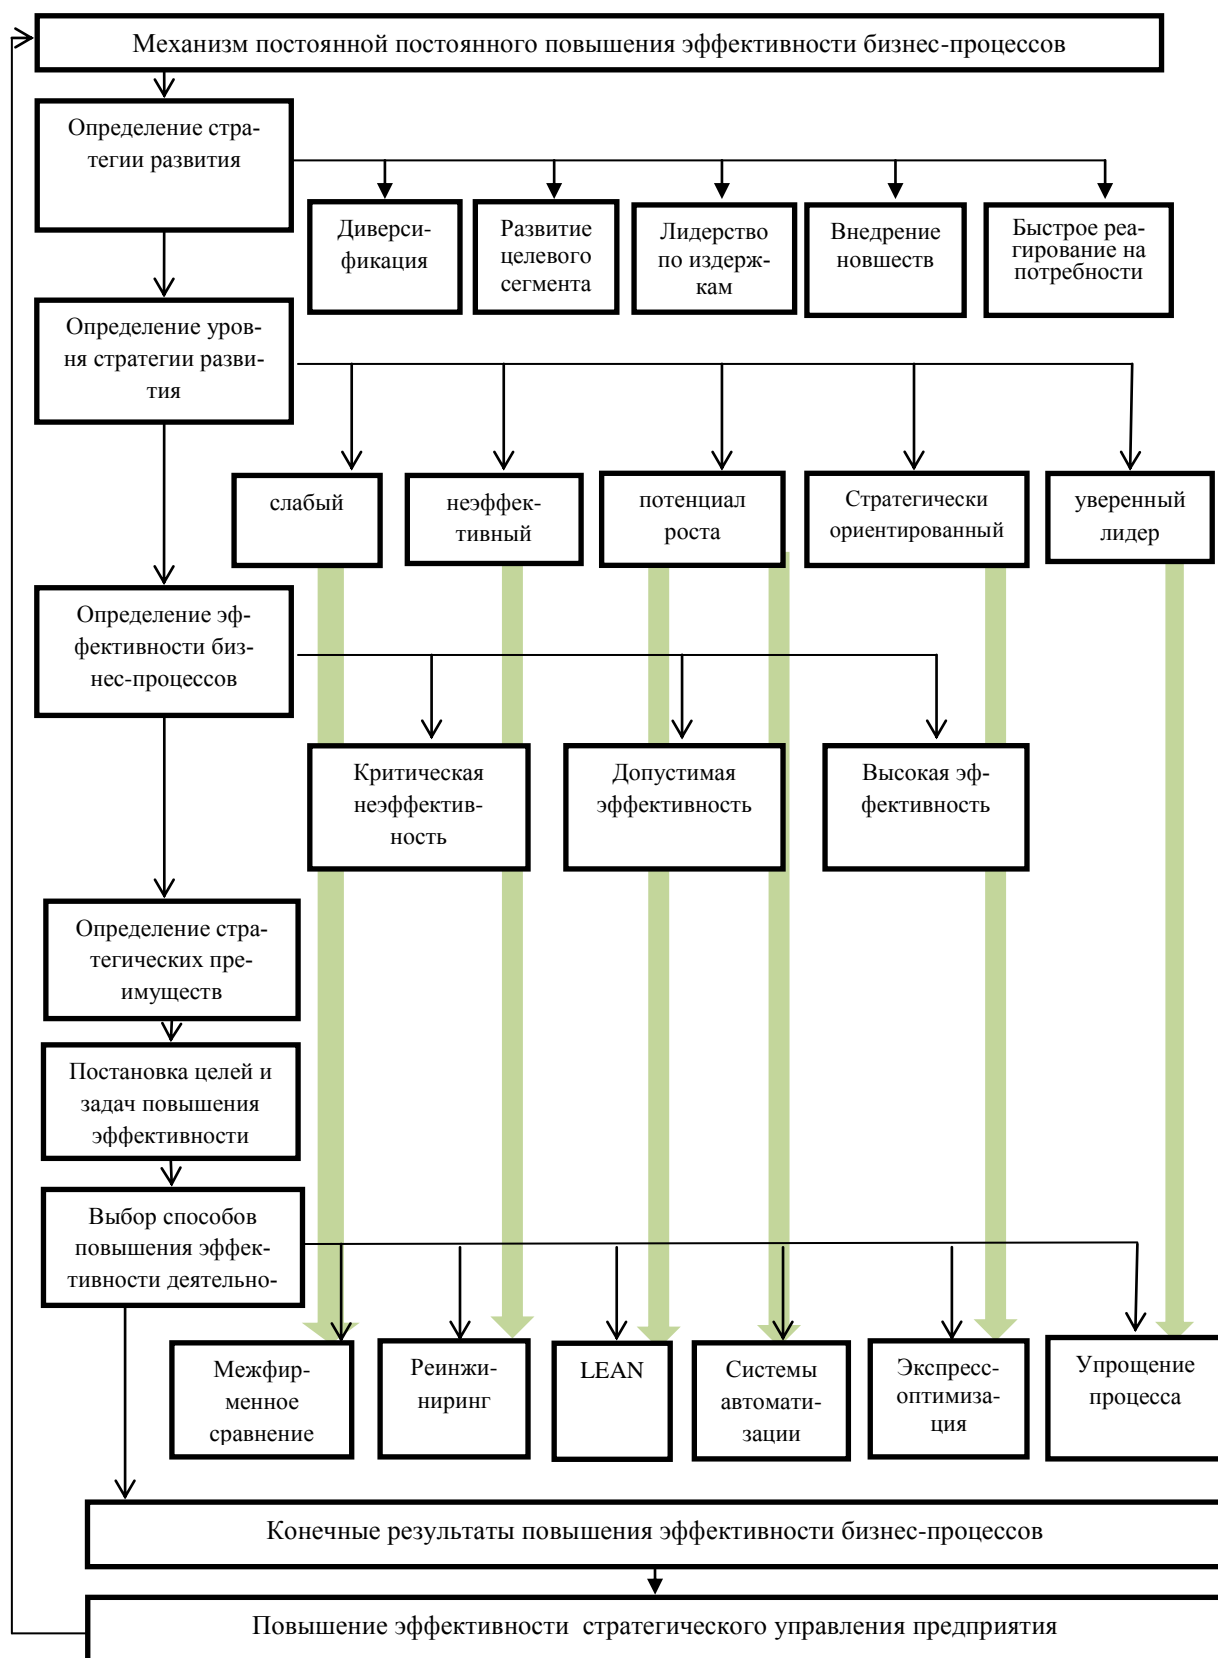 Механизм постоянной постоянного повышения эффективности бизнес-процессов
Определение стра-
тегии развития
Диверси-
фикация
Развитие
целевого
сегмента
Лидерство
по издерж-
кам
Внедрение
новшеств
Быстрое реа-
гирование на
потребности
Определение уров-
ня стратегии разви-
тия
слабый
неэффек-
тивный
потенциал
роста
Стратегически
ориентированный
уверенный
лидер
Определение эф-
фективности биз-
нес-процессов
Критическая
неэффектив-
ность
Допустимая
эффективность
Высокая эф-
фективность
Определение стра-
тегических пре-
имуществ
Постановка целей и
задач повышения
эффективности
Выбор способов
повышения эффек-
тивности деятельно-
Межфир-
менное
сравнение
Реинжи-
ниринг
LEAN
Системы
автомати-
зации
Экспресс-
оптимиза-
ция
Упрощение
процесса
Конечные результаты повышения эффективности бизнес-процессов
Повышение эффективности стратегического управления предприятия